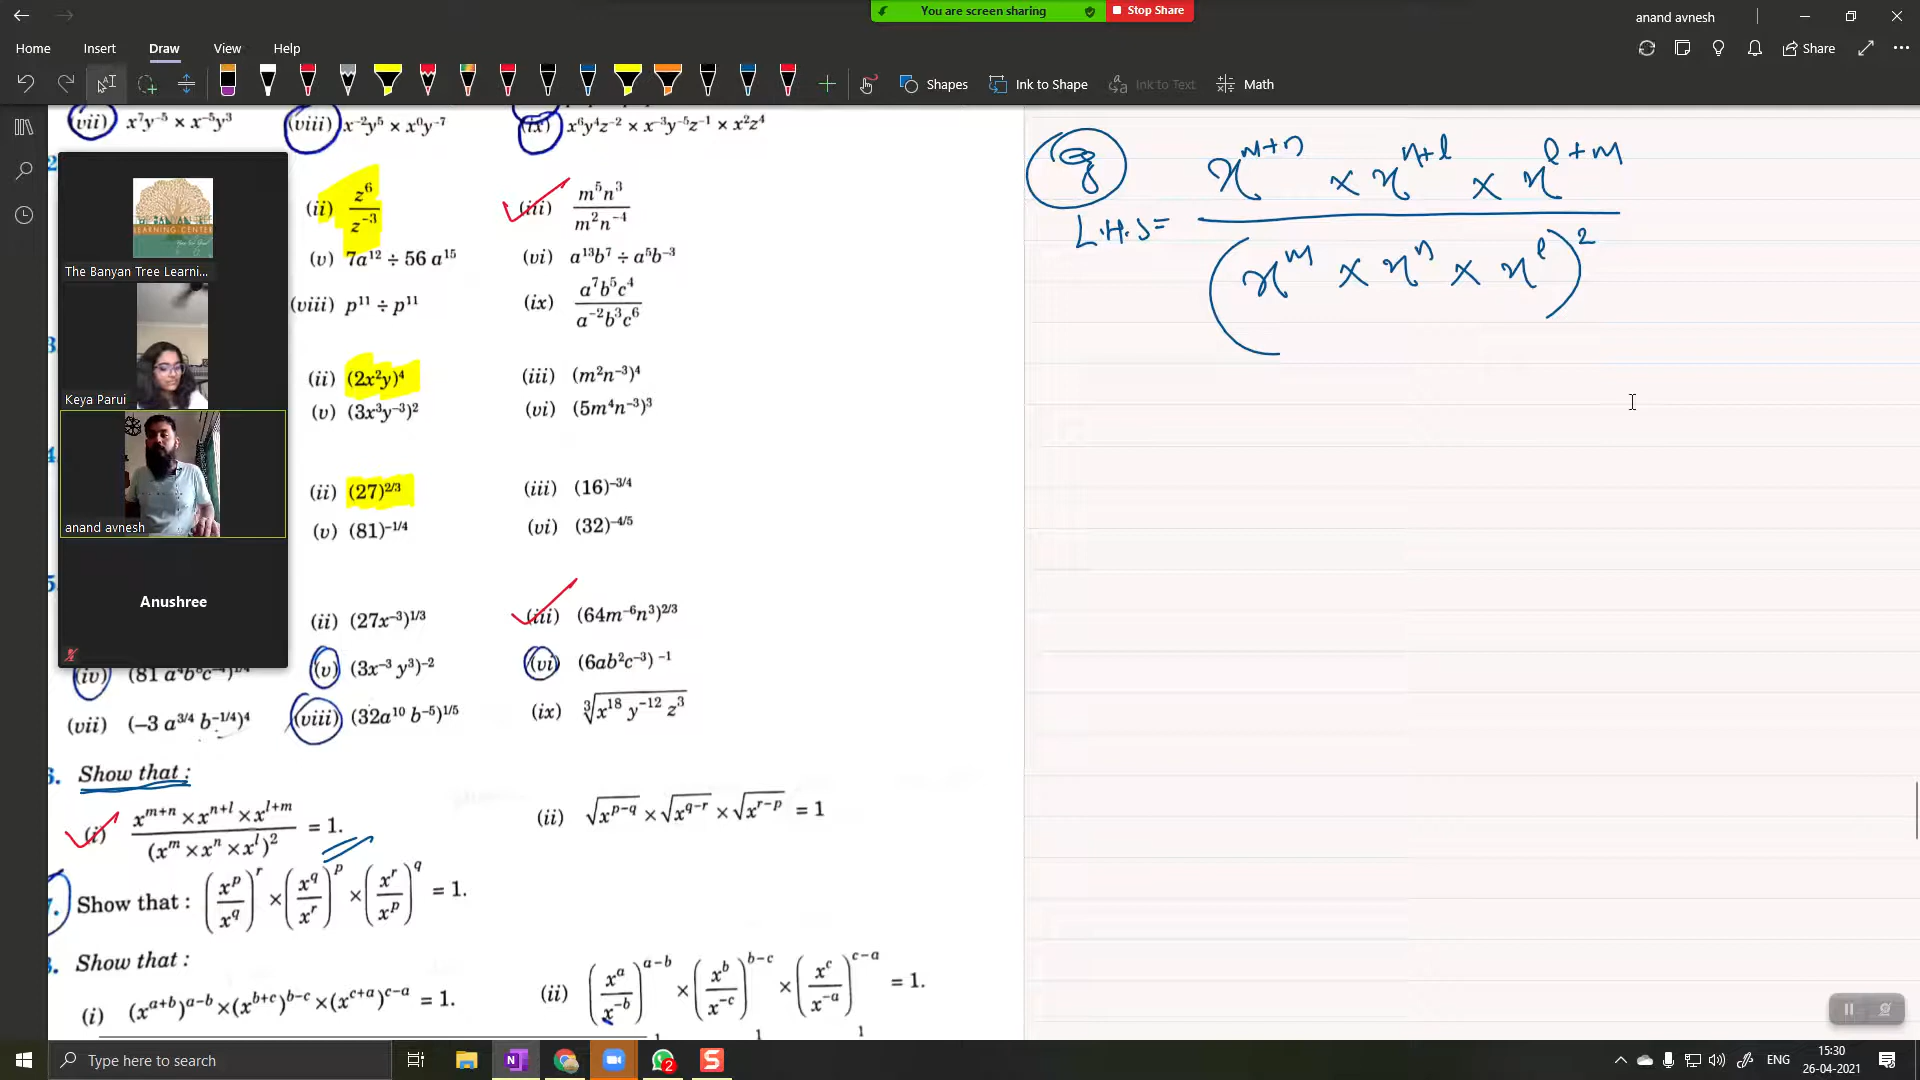 You are screen sharing
Stop Share
anand avnesh
Home Insert Draw View Help
Share
Shapes Ink to Shape Ink to Text Math
(vii) x⁷y⁻⁵ × x⁻⁵y³ (viii) x⁻²y⁵ × x⁰y⁻⁷ (ix) x⁶y⁴z⁻² × x⁻³y⁻⁵z⁻¹ × x²z⁴
(ii) z⁶/z⁻³ (iii) m⁵n³/m²n⁻⁴
(v) 7a¹² ÷ 56 a¹⁵ (vi) a¹³b⁷ ÷ a⁵b⁻³
(viii) p¹¹ ÷ p¹¹ (ix) a⁷b⁵c⁴/a⁻²b³c⁶
(ii) (2x²y)⁴ (iii) (m²n⁻³)⁴
(v) (3x³y⁻³)² (vi) (5m⁴n⁻³)³
(ii) (27)^2/3 (iii) (16)^–3/4
(v) (81)^–1/4 (vi) (32)^–4/5
(ii) (27x⁻³)^1/3 (iii) (64m⁻⁶n³)^2/3
(iv) (v) (3x⁻³ y³)⁻² (vi) (6ab²c⁻³)⁻¹
(vii) (–3 a^3/4 b^–1/4)⁴ (viii) (32a¹⁰ b⁻⁵)^1/5 (ix) ∛(x¹⁸ y⁻¹² z³)
6. Show that :
(i) (x^(m+n) × x^(n+l) × x^(l+m))/(x^m × x^n × x^l)² = 1. (ii) √(x^(p–q)) × √(x^(q–r)) × √(x^(r–p)) = 1
7. Show that : (x^p/x^q)^r × (x^q/x^r)^p × (x^r/x^p)^q = 1.
Show that :
(i) (x^(a+b))^(a–b) × (x^(b+c))^(b–c) × (x^(c+a))^(c–a) = 1. (ii) (x^a/x^(–b))^(a–b) × (x^b/x^(–c))^(b–c) × (x^c/x^(–a))^(c–a) = 1.
The Banyan Tree Learni...
Keya Parui
anand avnesh
Anushree
L.H.S = (x^(m+n) × x^(n+l) × x^(l+m))/(x^m × x^n × x^l)²
Type here to search
2
ENG
15:30
26-04-2021